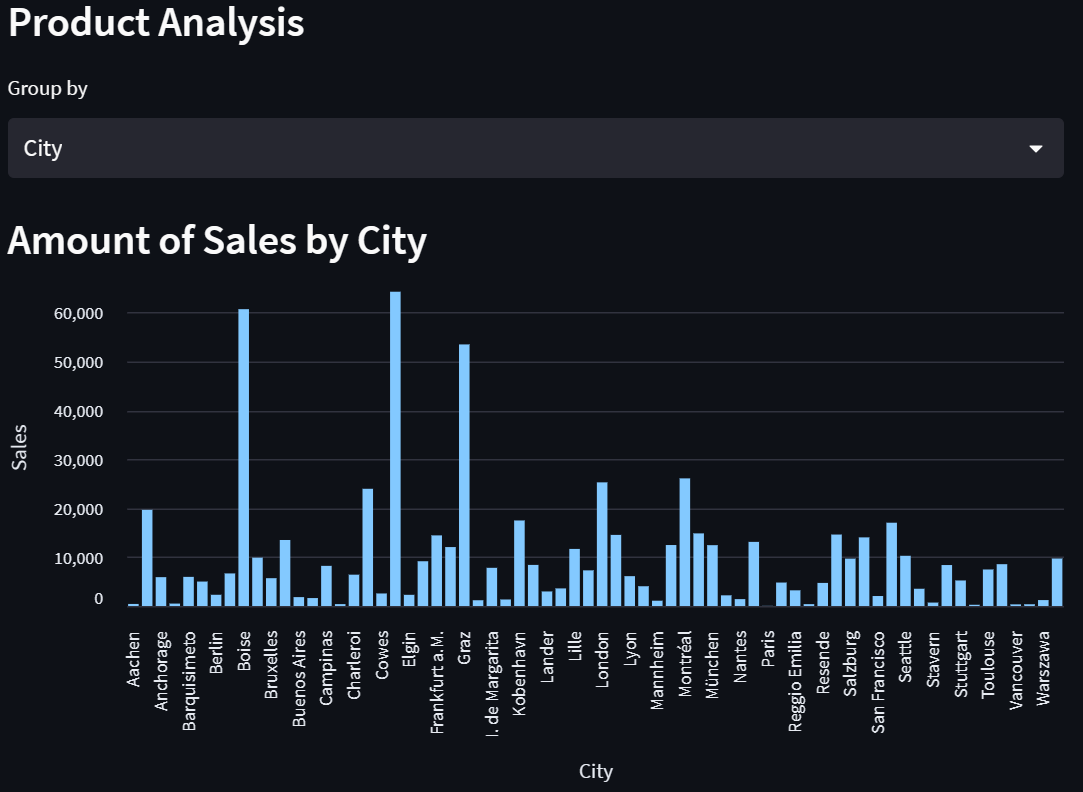 Product Analysis
Group by
City
Amount of Sales by City
60,000
50,000
40,000
30,000
20,000
10,000
0
Sales
Aachen
Anchorage
Barquisimeto
Berlin
Boise
Bruxelles
Buenos Aires
Campinas
Charleroi
Cowes
Elgin
Frankfurt a.M.
Graz
I. de Margarita
Kobenhavn
Lander
Lille
London
Lyon
Mannheim
Montréal
München
Nantes
Paris
Reggio Emilia
Resende
Salzburg
San Francisco
Seattle
Stavern
Stuttgart
Toulouse
Vancouver
Warszawa
City